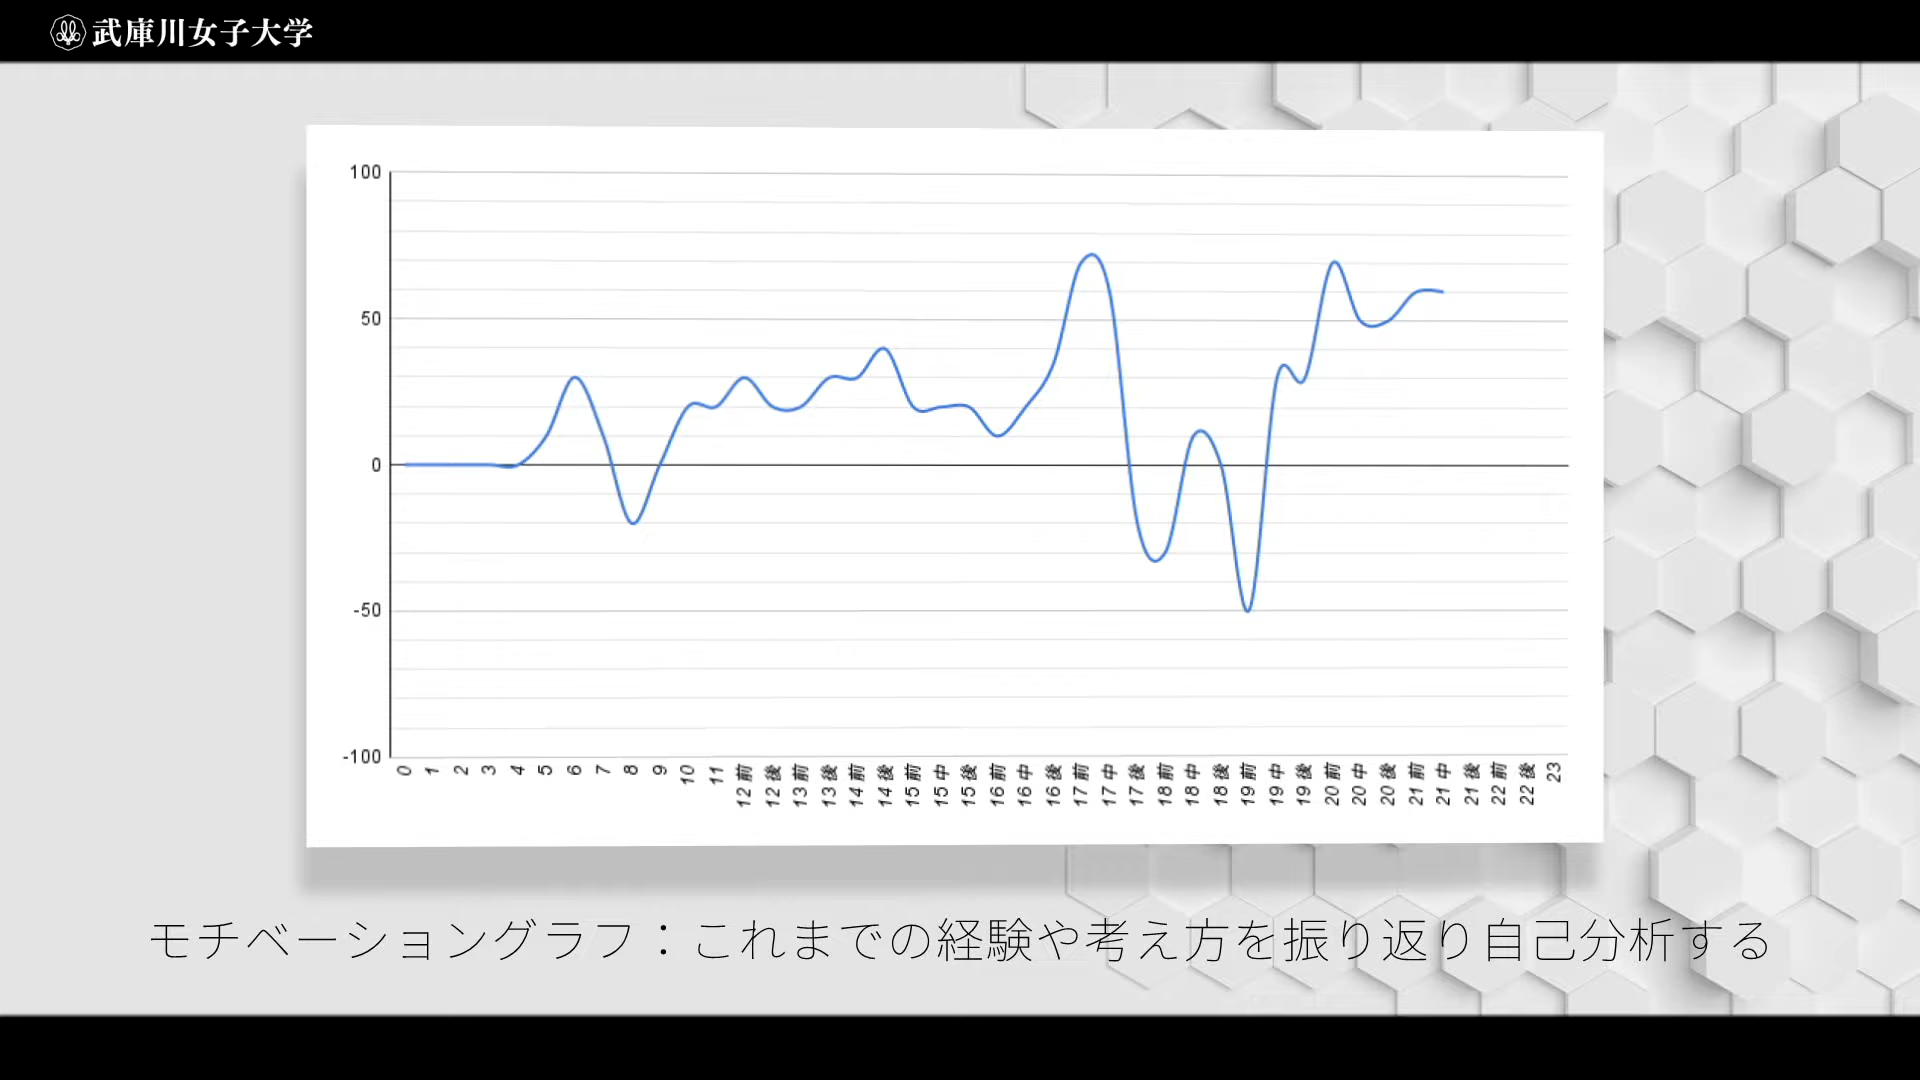 武庫川女子大学
100
50
0
-50
-100
0 1 2 3 4 5 6 7 8 9 10 11 12前 12後 13前 13後 14前 14後 15前 15中 15後 16前 16中 16後 17前 17中 17後 18前 18中 18後 19前 19中 19後 20前 20中 20後 21前 21中 21後 22前 22後 23
モチベーショングラフ：これまでの経験や考え方を振り返り自己分析する